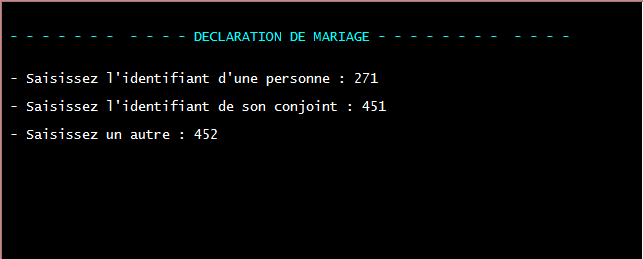 - - - - - - -  - - - - DECLARATION DE MARIAGE - - - - - - - -  - - - -
- Saisissez l'identifiant d'une personne : 271
- Saisissez l'identifiant de son conjoint : 451
- Saisissez un autre : 452